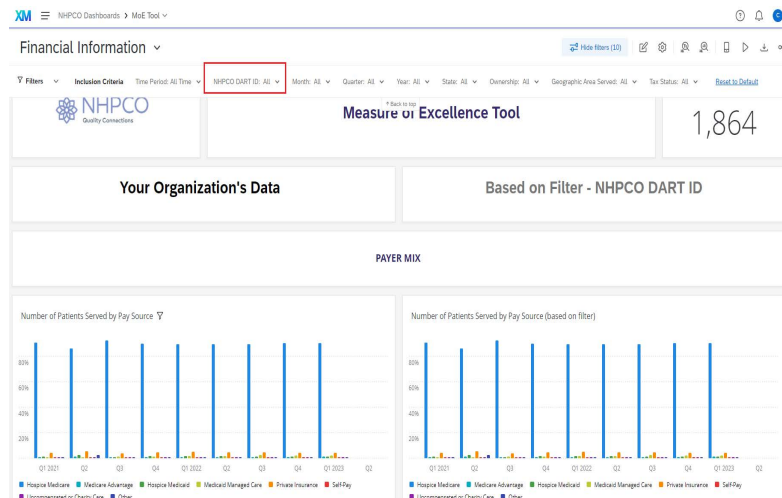 XM NHPCO Dashboards > MoE Tool
Financial Information
Hide filters (10)
Filters Inclusion Criteria Time Period: All Time NHPCO DART ID: All Month: All Quarter: All Year: All State: All Ownership: All Geographic Area Served: All Tax Status: All Reset to Default
NHPCO
Quality Connections
Back to top
Measure of Excellence Tool
1,864
Your Organization's Data
Based on Filter - NHPCO DART ID
PAYER MIX
Number of Patients Served by Pay Source
80%
60%
40%
20%
Q1 2021 Q2 Q3 Q4 Q1 2022 Q2 Q3 Q4 Q1 2023 Q2
Hospice Medicare Medicare Advantage Hospice Medicaid Medicaid Managed Care Private Insurance Self-Pay
Uncompensated or Charity Care Other
Number of Patients Served by Pay Source (based on filter)
80%
60%
40%
20%
Q1 2021 Q2 Q3 Q4 Q1 2022 Q2 Q3 Q4 Q1 2023 Q2
Hospice Medicare Medicare Advantage Hospice Medicaid Medicaid Managed Care Private Insurance Self-Pay
Uncompensated or Charity Care Other